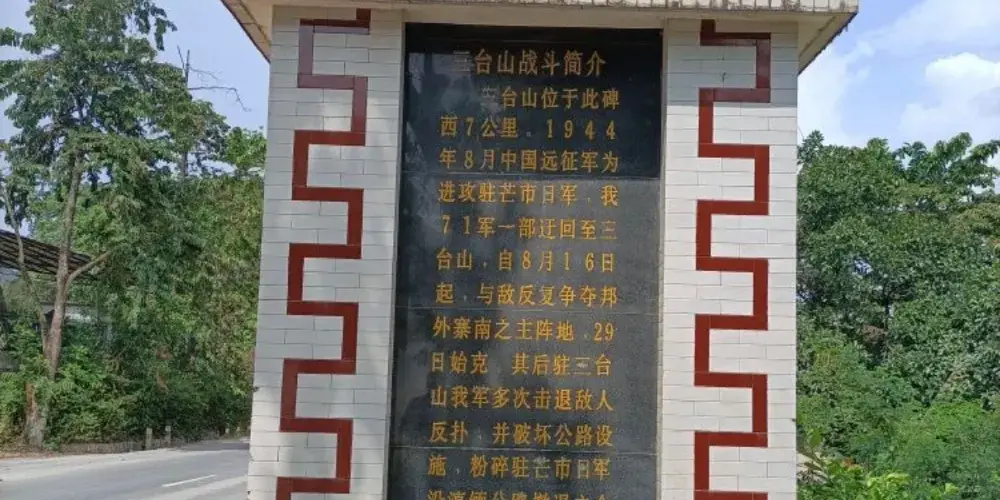 三台山战斗简介
三台山位于此碑
西7公里。1944
年8月中国远征军为
进攻驻芒市日军，我
71军一部迂回至三
台山，自8月16日
起，与敌反复争夺邦
外寨南之主阵地，29
日始克，其后驻三台
山我军多次击退敌人
反扑，并破坏公路设
施，粉碎驻芒市日军